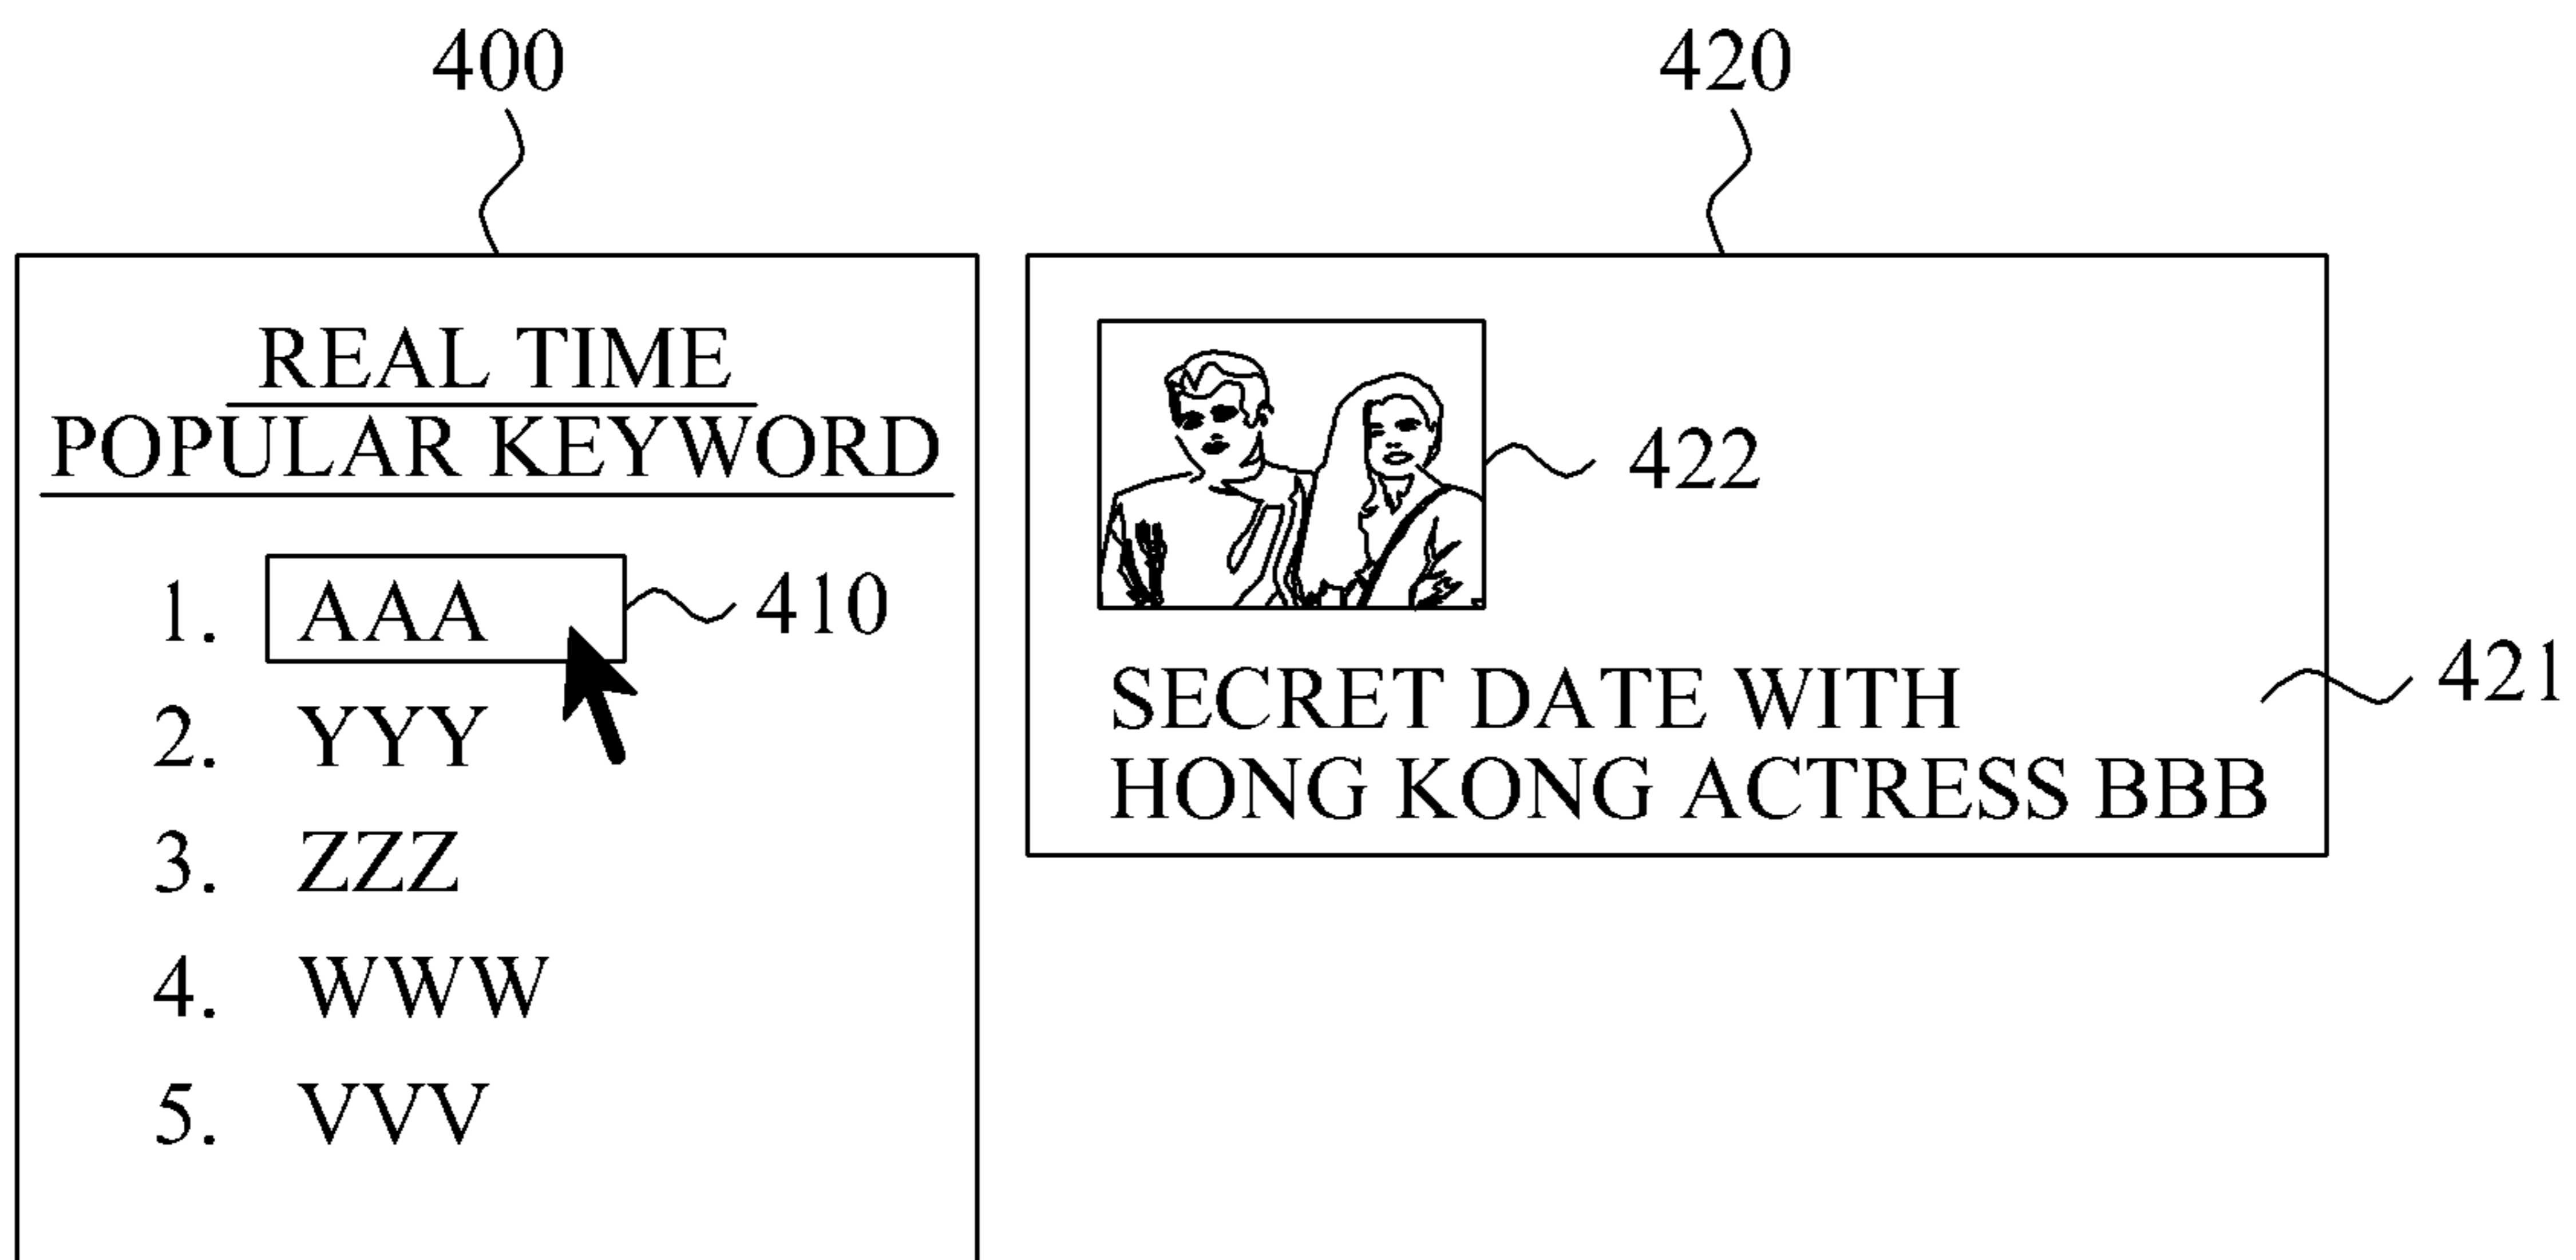 400
420
REAL TIME
POPULAR KEYWORD
1. AAA
410
2. YYY
3. ZZZ
4. WWW
5. VVV
422
SECRET DATE WITH
HONG KONG ACTRESS BBB
421